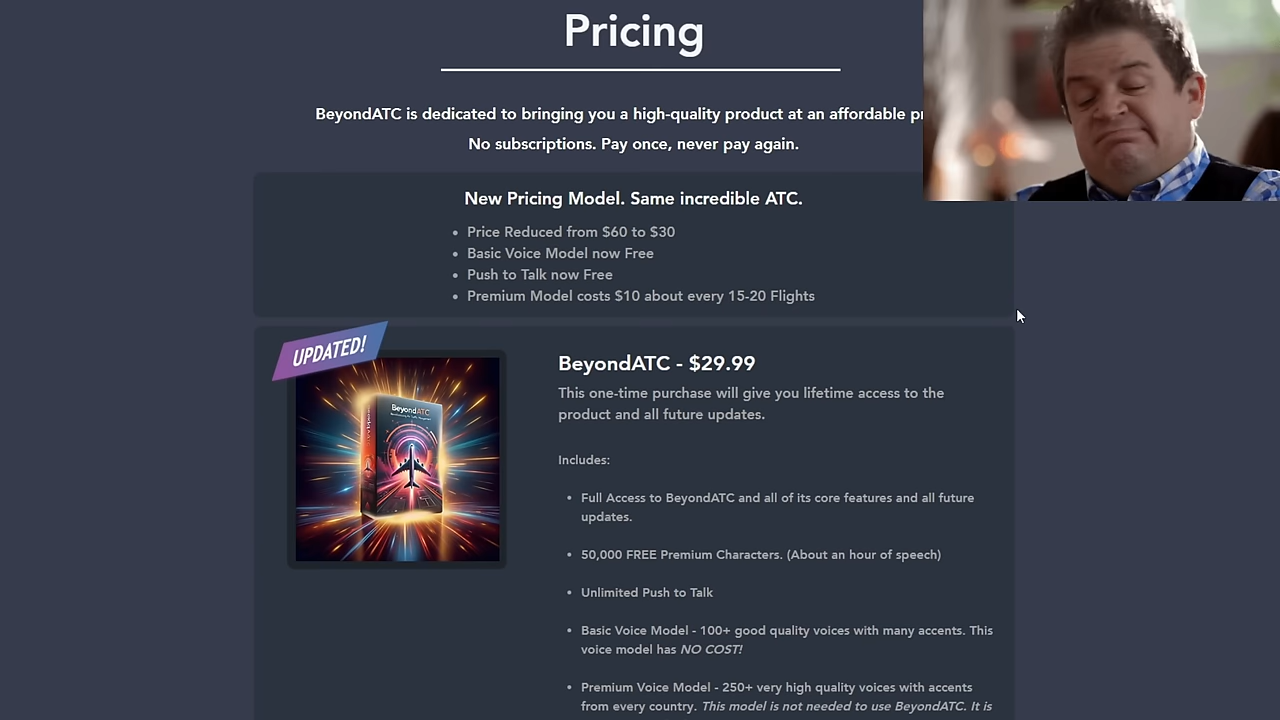 Pricing
BeyondATC is dedicated to bringing you a high-quality product at an affordable
No subscriptions. Pay once, never pay again.
New Pricing Model. Same incredible ATC.
• Price Reduced from $60 to $30
• Basic Voice Model now Free
• Push to Talk now Free
• Premium Model costs $10 about every 15-20 Flights
UPDATED!
BeyondATC
BeyondATC - $29.99
This one-time purchase will give you lifetime access to the
product and all future updates.
Includes:
• Full Access to BeyondATC and all of its core features and all future
updates.
• 50,000 FREE Premium Characters. (About an hour of speech)
• Unlimited Push to Talk
• Basic Voice Model - 100+ good quality voices with many accents. This
voice model has NO COST!
• Premium Voice Model - 250+ very high quality voices with accents
from every country. This model is not needed to use BeyondATC. It is